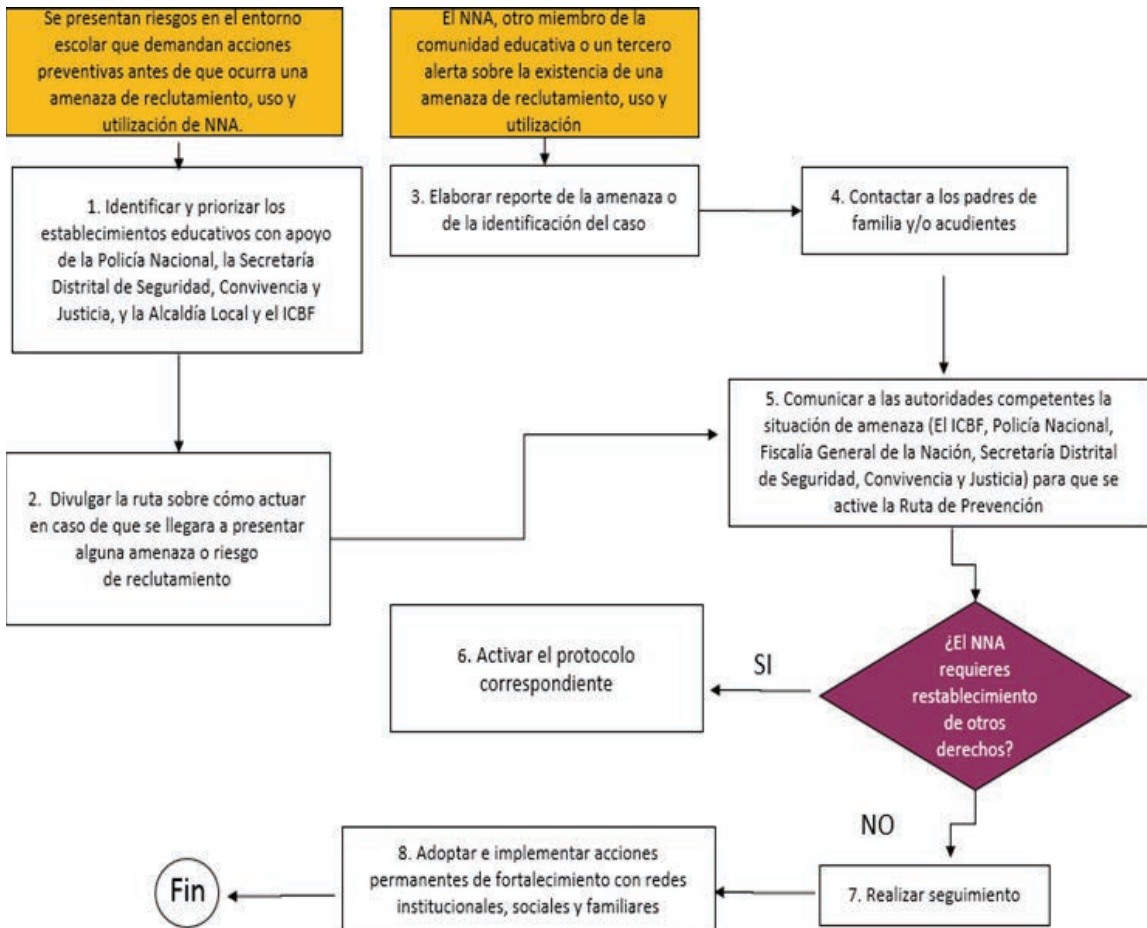 Se presentan riesgos en el entorno
escolar que demandan acciones
preventivas antes de que ocurra una
amenaza de reclutamiento, uso y
utilización de NNA.
El NNA, otro miembro de la
comunidad educativa o un tercero
alerta sobre la existencia de una
amenaza de reclutamiento, uso y
utilización
1. Identificar y priorizar los
establecimientos educativos con apoyo
de la Policía Nacional, la Secretaría
Distrital de Seguridad, Convivencia y
Justicia, y la Alcaldía Local y el ICBF
3. Elaborar reporte de la amenaza o
de la identificación del caso
4. Contactar a los padres de
familia y/o acudientes
2. Divulgar la ruta sobre cómo actuar
en caso de que se llegara a presentar
alguna amenaza o riesgo
de reclutamiento
5. Comunicar a las autoridades competentes la
situación de amenaza (El ICBF, Policía Nacional,
Fiscalía General de la Nación, Secretaría Distrital
de Seguridad, Convivencia y Justicia) para que se
active la Ruta de Prevención
6. Activar el protocolo
correspondiente
SI
¿El NNA
requieres
restablecimiento
de otros
derechos?
NO
7. Realizar seguimiento
8. Adoptar e implementar acciones
permanentes de fortalecimiento con redes
institucionales, sociales y familiares
Fin